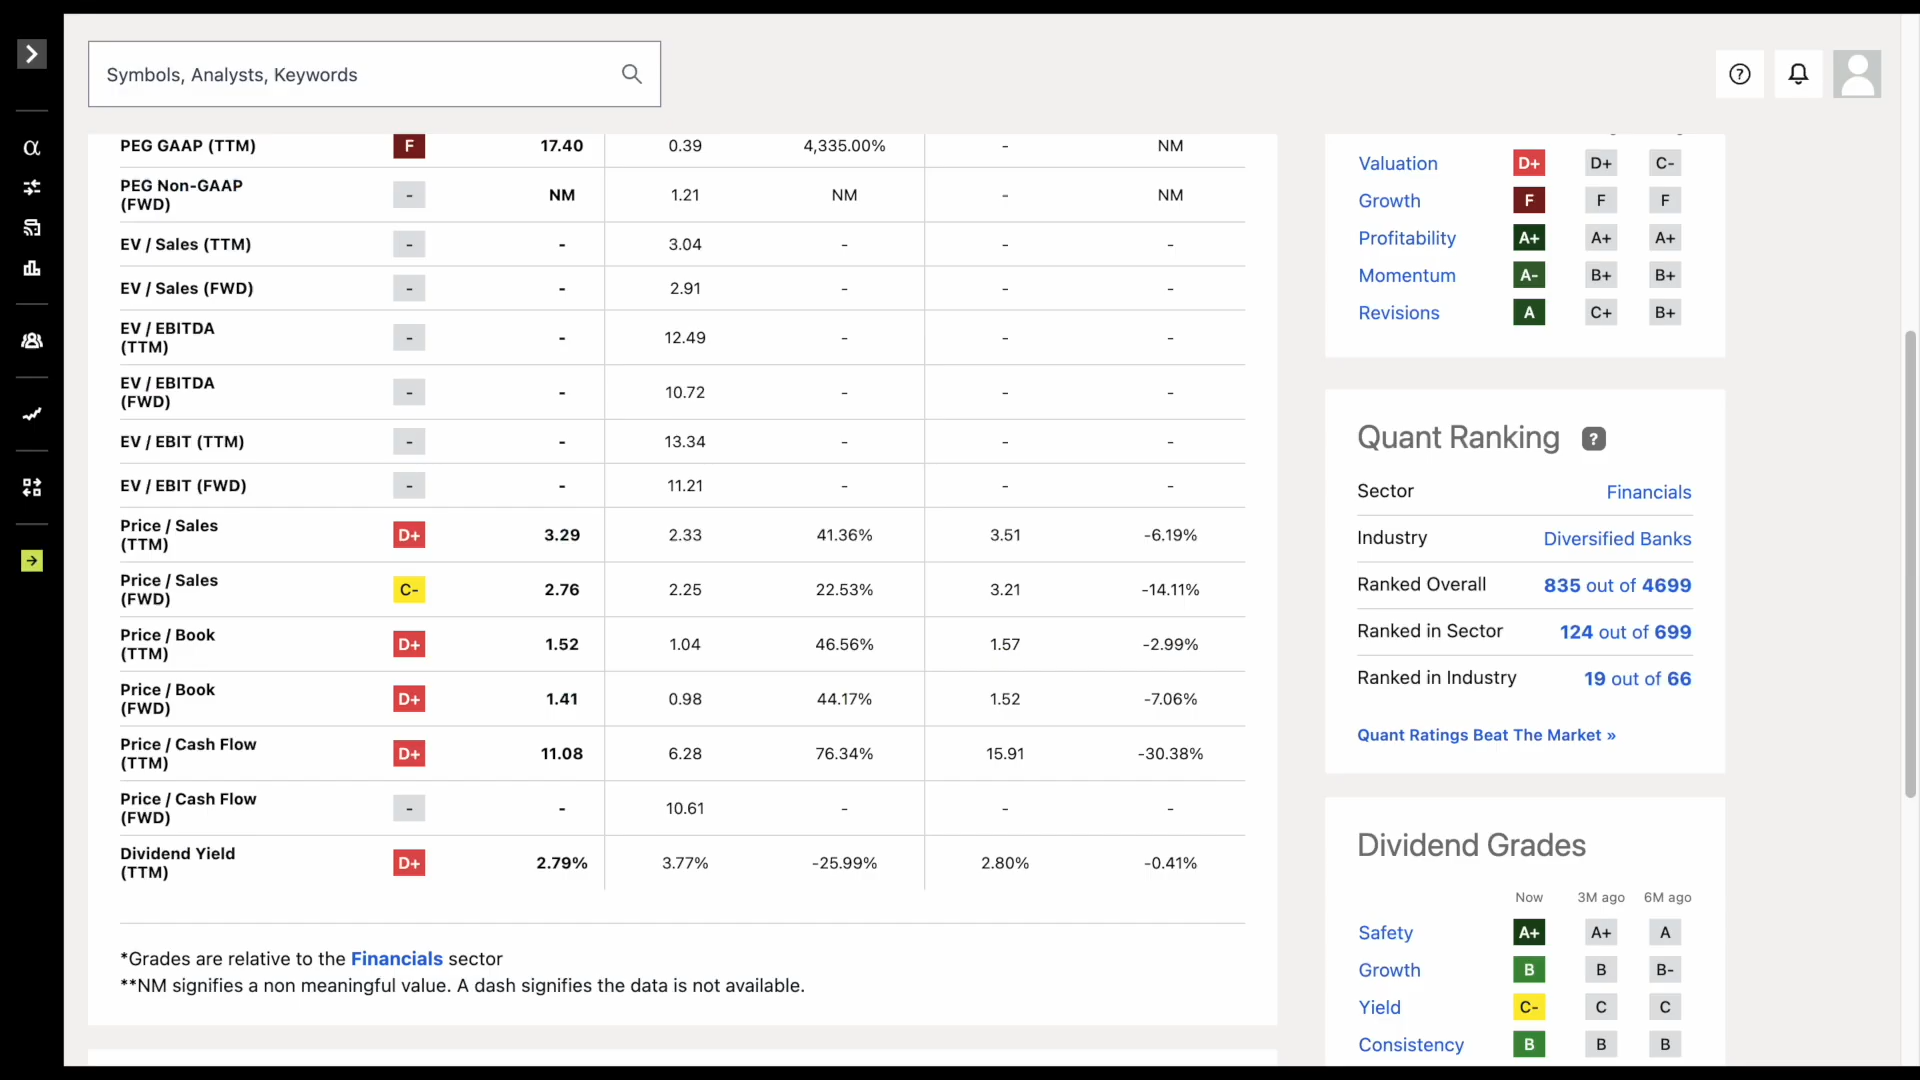 Symbols, Analysts, Keywords
PEG GAAP (TTM) F 17.40 0.39 4,335.00% - NM
PEG Non-GAAP
(FWD) - NM 1.21 NM - NM
EV / Sales (TTM) - - 3.04 - - -
EV / Sales (FWD) - - 2.91 - - -
EV / EBITDA
(TTM) - - 12.49 - - -
EV / EBITDA
(FWD) - - 10.72 - - -
EV / EBIT (TTM) - - 13.34 - - -
EV / EBIT (FWD) - - 11.21 - - -
Price / Sales
(TTM) D+ 3.29 2.33 41.36% 3.51 -6.19%
Price / Sales
(FWD) C- 2.76 2.25 22.53% 3.21 -14.11%
Price / Book
(TTM) D+ 1.52 1.04 46.56% 1.57 -2.99%
Price / Book
(FWD) D+ 1.41 0.98 44.17% 1.52 -7.06%
Price / Cash Flow
(TTM) D+ 11.08 6.28 76.34% 15.91 -30.38%
Price / Cash Flow
(FWD) - - 10.61 - - -
Dividend Yield
(TTM) D+ 2.79% 3.77% -25.99% 2.80% -0.41%
*Grades are relative to the Financials sector
**NM signifies a non meaningful value. A dash signifies the data is not available.
Valuation D+ D+ C-
Growth F F F
Profitability A+ A+ A+
Momentum A- B+ B+
Revisions A C+ B+
Quant Ranking ?
Sector Financials
Industry Diversified Banks
Ranked Overall 835 out of 4699
Ranked in Sector 124 out of 699
Ranked in Industry 19 out of 66
Quant Ratings Beat The Market »
Dividend Grades
Now 3M ago 6M ago
Safety A+ A+ A
Growth B B B-
Yield C- C C
Consistency B B B